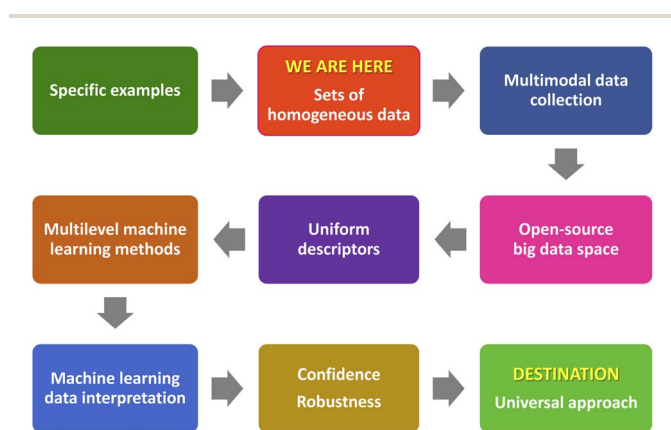 Specific examples
WE ARE HERE
Sets of
homogeneous data
Multimodal data
collection
Multilevel machine
learning methods
Uniform
descriptors
Open-source
big data space
Machine learning
data interpretation
Confidence
Robustness
DESTINATION
Universal approach